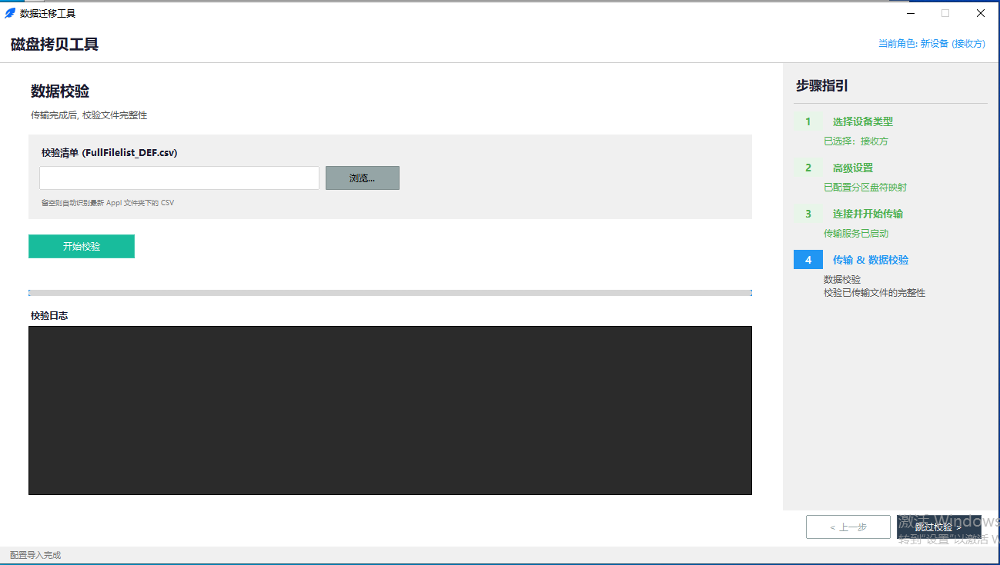 数据迁移工具
磁盘拷贝工具
当前角色: 新设备 (接收方)
数据校验
传输完成后, 校验文件完整性
校验清单 (FullFilelist_DEF.csv)
浏览...
留空则自动识别最新 Appl 文件夹下的 CSV
开始校验
校验日志
步骤指引
1 选择设备类型
已选择：接收方
2 高级设置
已配置分区盘符映射
3 连接并开始传输
传输服务已启动
4 传输 & 数据校验
数据校验
校验已传输文件的完整性
< 上一步
跳过校验 >
激活 Windows
转到"设置"以激活 W
配置导入完成